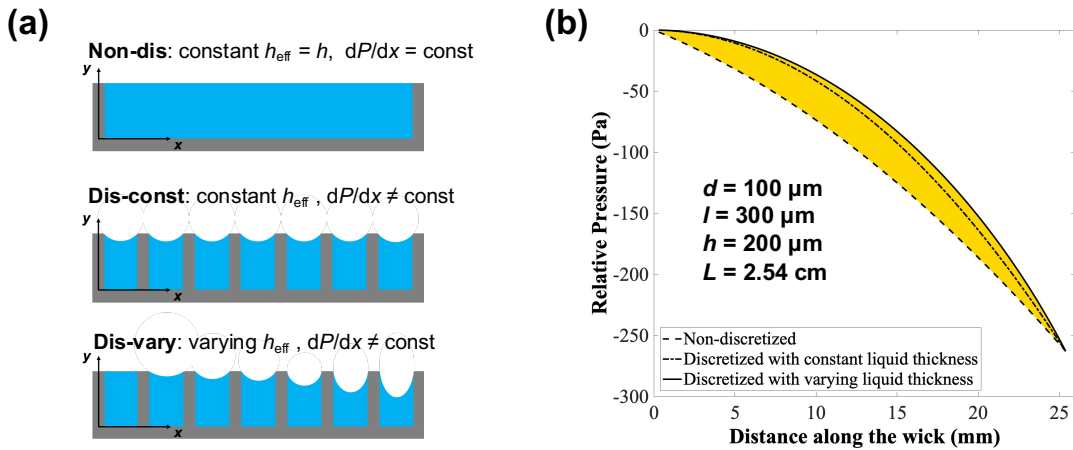 (a)
Non-dis: constant heff = h, dP/dx = const
y
x
Dis-const: constant heff , dP/dx ≠ const
y
x
Dis-vary: varying heff , dP/dx ≠ const
y
x
(b)
Relative Pressure (Pa)
0
-50
-100
-150
-200
-250
-300
d = 100 μm
l = 300 μm
h = 200 μm
L = 2.54 cm
Non-discretized
Discretized with constant liquid thickness
Discretized with varying liquid thickness
0 5 10 15 20 25
Distance along the wick (mm)